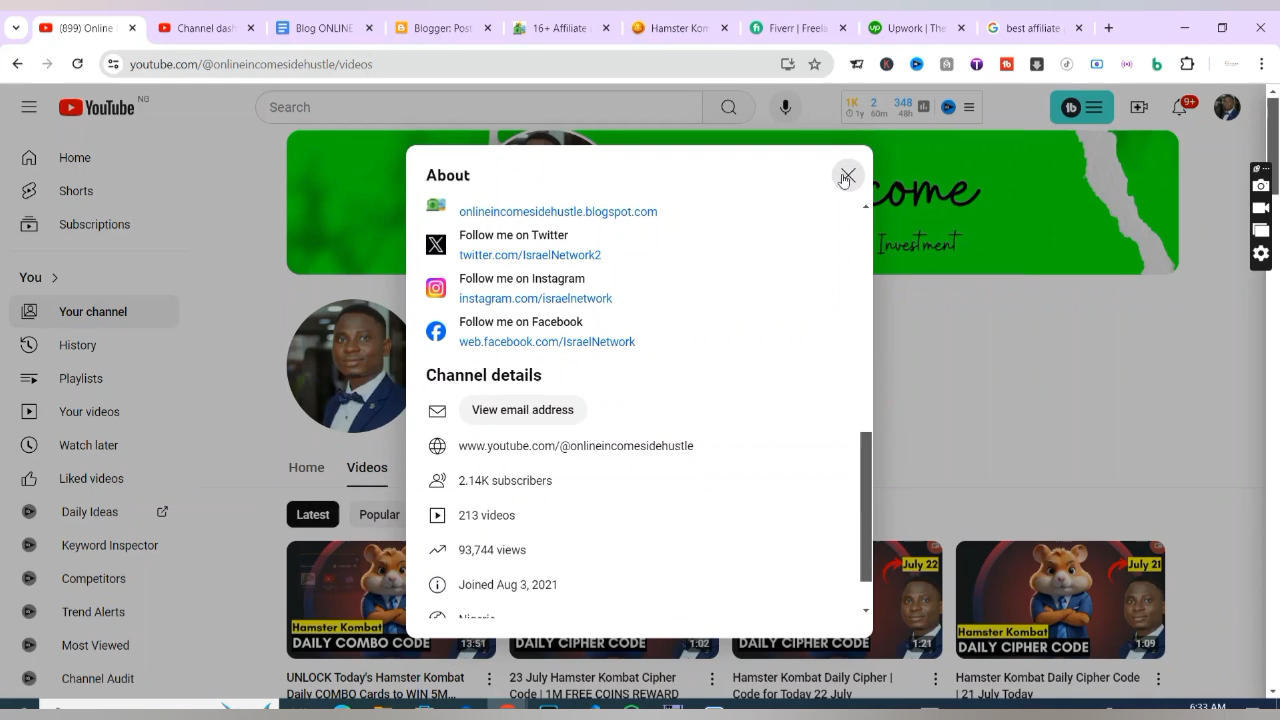 (899) Online
Channel dash
Blog ONLINE
Blogger: Post
16+ Affiliate
Hamster Kom
Fiverr | Freela
Upwork | The
best affiliate
youtube.com/@onlineincomesidehustle/videos
YouTube NG
Search
1K 2 348
1y 60m 48h
9+
Home
Shorts
Subscriptions
You
Your channel
History
Playlists
Your videos
Watch later
Liked videos
Daily Ideas
Keyword Inspector
Competitors
Trend Alerts
Most Viewed
Channel Audit
come
Investment
About
onlineincomesidehustle.blogspot.com
Follow me on Twitter
twitter.com/IsraelNetwork2
Follow me on Instagram
instagram.com/israelnetwork
Follow me on Facebook
web.facebook.com/IsraelNetwork
Channel details
View email address
www.youtube.com/@onlineincomesidehustle
2.14K subscribers
213 videos
93,744 views
Joined Aug 3, 2021
Nigeria
Home Videos
Latest Popular
Hamster Kombat
DAILY COMBO CODE
13:51
DAILY CIPHER CODE
1:02
July 22
DAILY CIPHER CODE
1:21
July 21
Hamster Kombat
DAILY CIPHER CODE
1:09
UNLOCK Today's Hamster Kombat
Daily COMBO Cards to WIN 5M...
23 July Hamster Kombat Cipher
Code | 1M FREE COINS REWARD
Hamster Kombat Daily Cipher |
Code for Today 22 July
Hamster Kombat Daily Cipher Code
| 21 July Today
6:33 AM